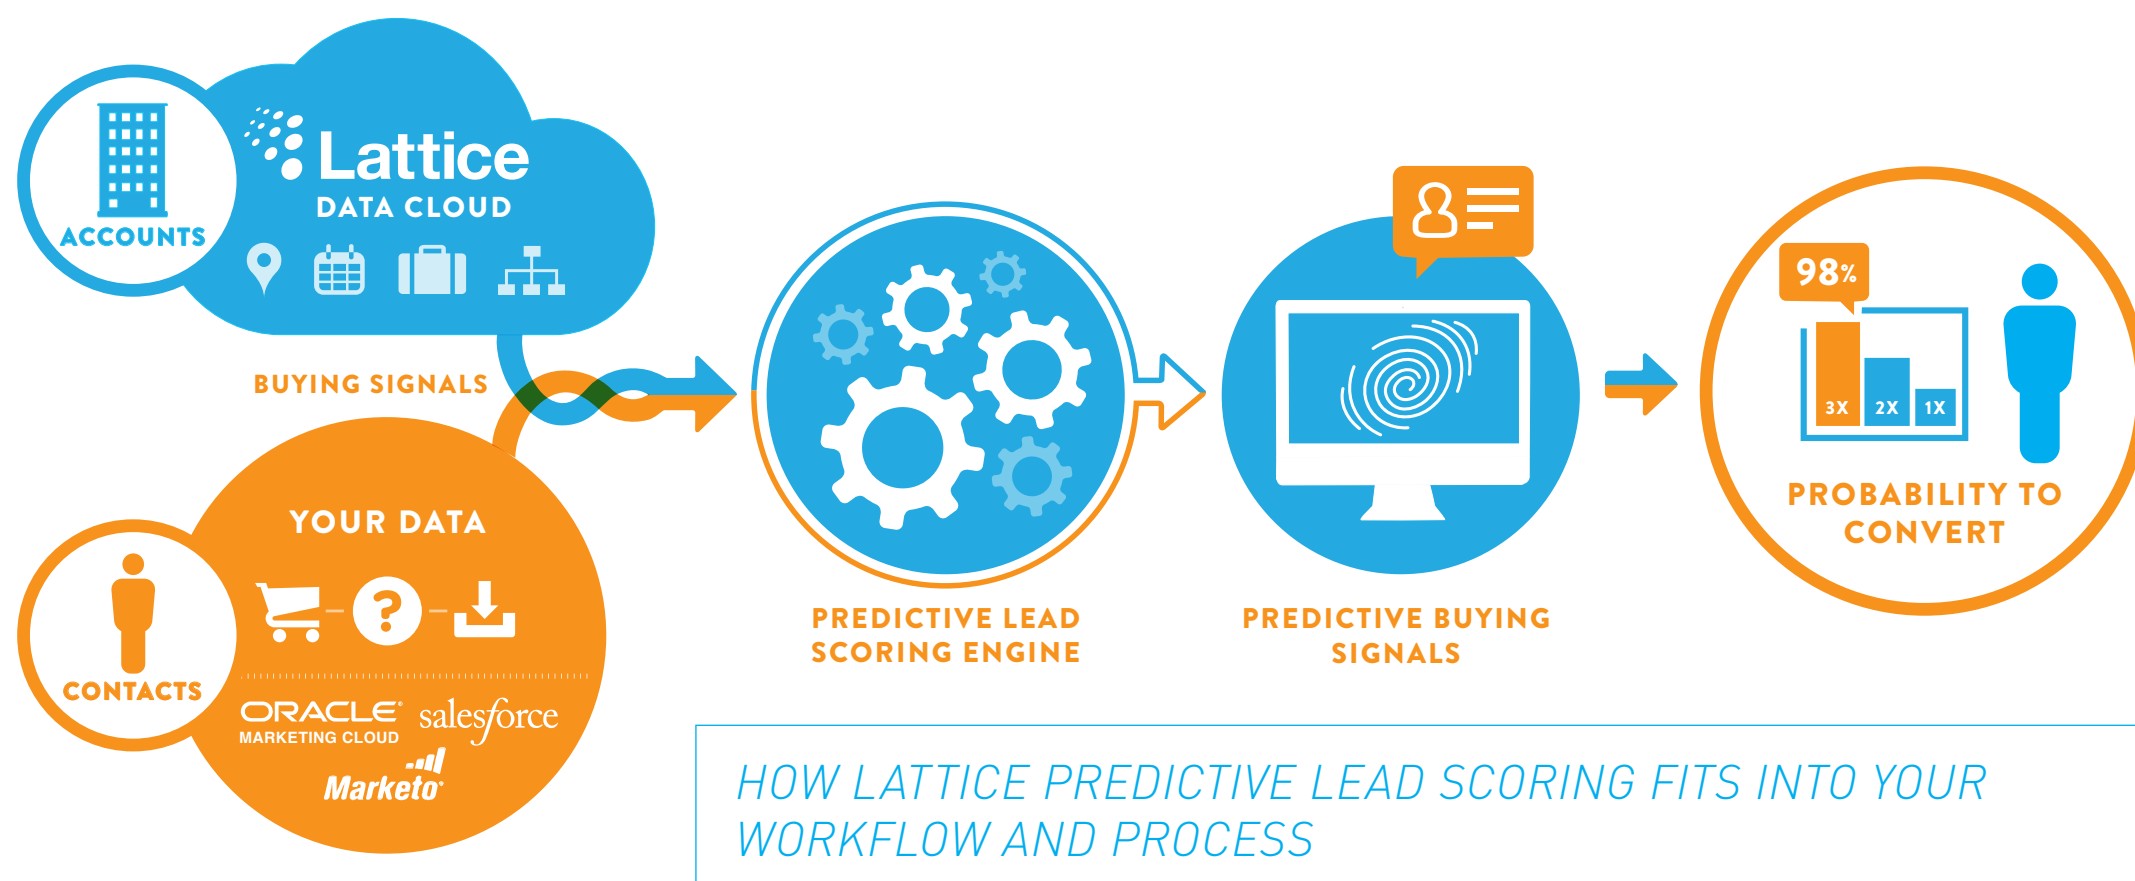 Lattice
DATA CLOUD
ACCOUNTS
BUYING SIGNALS
YOUR DATA
?
CONTACTS
ORACLE®
MARKETING CLOUD
salesforce
Marketo®
PREDICTIVE LEAD
SCORING ENGINE
PREDICTIVE BUYING
SIGNALS
98%
3X 2X 1X
PROBABILITY TO
CONVERT
HOW LATTICE PREDICTIVE LEAD SCORING FITS INTO YOUR
WORKFLOW AND PROCESS